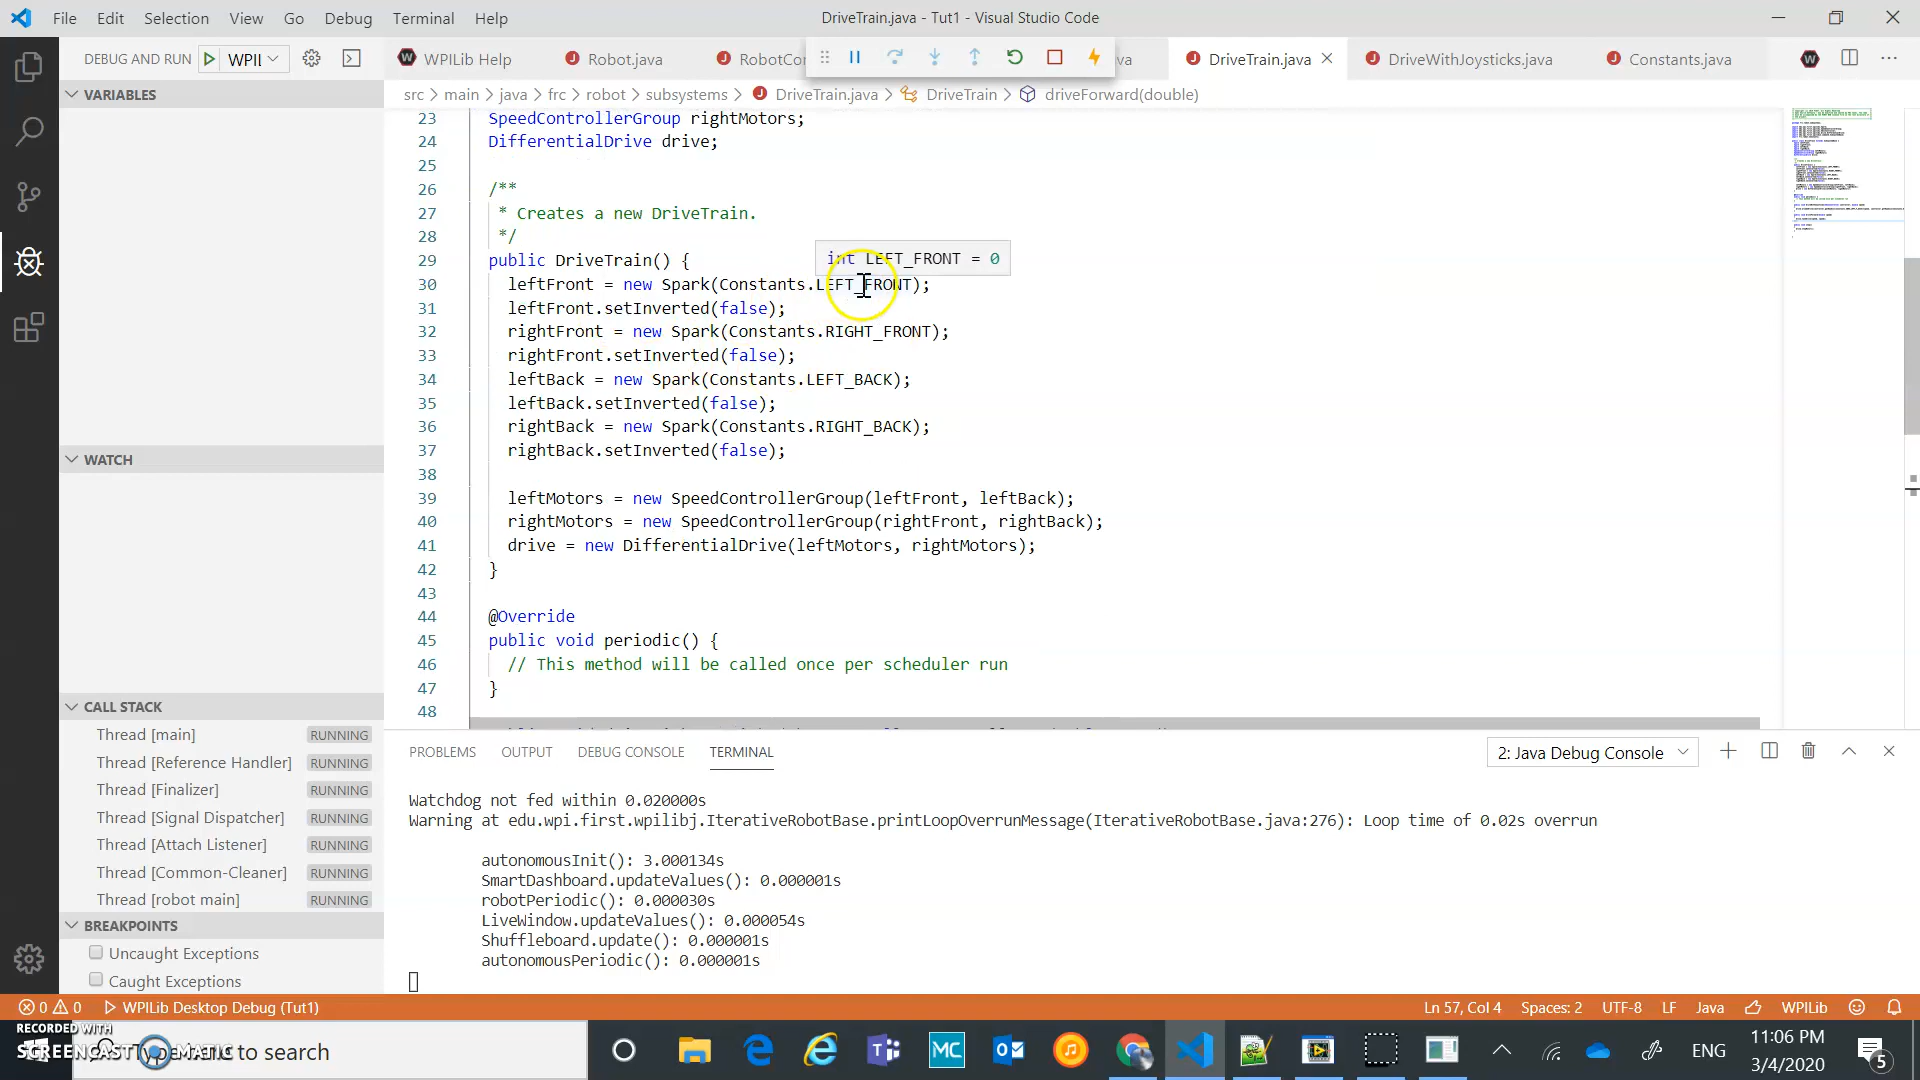 File Edit Selection View Go Debug Terminal Help
DriveTrain.java - Tut1 - Visual Studio Code
DEBUG AND RUN WPII
WPILib Help Robot.java RobotCo va DriveTrain.java DriveWithJoysticks.java Constants.java
src > main > java > frc > robot > subsystems > DriveTrain.java > DriveTrain > driveForward(double)
VARIABLES
WATCH
CALL STACK
Thread [main] RUNNING
Thread [Reference Handler] RUNNING
Thread [Finalizer] RUNNING
Thread [Signal Dispatcher] RUNNING
Thread [Attach Listener] RUNNING
Thread [Common-Cleaner] RUNNING
Thread [robot main] RUNNING
BREAKPOINTS
Uncaught Exceptions
Caught Exceptions
23 SpeedControllerGroup rightMotors;
24 DifferentialDrive drive;
25
26 /**
27 * Creates a new DriveTrain.
28 */
int LEFT_FRONT = 0
29 public DriveTrain() {
30 leftFront = new Spark(Constants.LEFT_FRONT);
31 leftFront.setInverted(false);
32 rightFront = new Spark(Constants.RIGHT_FRONT);
33 rightFront.setInverted(false);
34 leftBack = new Spark(Constants.LEFT_BACK);
35 leftBack.setInverted(false);
36 rightBack = new Spark(Constants.RIGHT_BACK);
37 rightBack.setInverted(false);
38
39 leftMotors = new SpeedControllerGroup(leftFront, leftBack);
40 rightMotors = new SpeedControllerGroup(rightFront, rightBack);
41 drive = new DifferentialDrive(leftMotors, rightMotors);
42 }
43
44 @Override
45 public void periodic() {
46 // This method will be called once per scheduler run
47 }
48
PROBLEMS OUTPUT DEBUG CONSOLE TERMINAL
2: Java Debug Console
Watchdog not fed within 0.020000s
Warning at edu.wpi.first.wpilibj.IterativeRobotBase.printLoopOverrunMessage(IterativeRobotBase.java:276): Loop time of 0.02s overrun
autonomousInit(): 3.000134s
SmartDashboard.updateValues(): 0.000001s
robotPeriodic(): 0.000030s
LiveWindow.updateValues(): 0.000054s
Shuffleboard.update(): 0.000001s
autonomousPeriodic(): 0.000001s
0 0 WPILib Desktop Debug (Tut1)
Ln 57, Col 4 Spaces: 2 UTF-8 LF Java WPILib
RECORDED WITH
SCREENCAST MATIC
Type here to search
MC
ENG
11:06 PM
3/4/2020
5